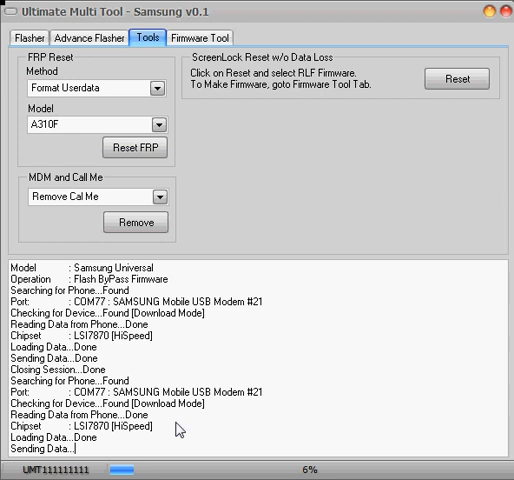 Ultimate Multi Tool - Samsung v0.1
Flasher Advance Flasher Tools Firmware Tool
FRP Reset
Method
Format Userdata
Model
A310F
Reset FRP
ScreenLock Reset w/o Data Loss
Click on Reset and select RLF Firmware.
To Make Firmware, goto Firmware Tool Tab.
Reset
MDM and Call Me
Remove Cal Me
Remove
Model : Samsung Universal
Operation : Flash ByPass Firmware
Searching for Phone...Found
Port: : COM77 : SAMSUNG Mobile USB Modem #21
Checking for Device...Found [Download Mode]
Reading Data from Phone...Done
Chipset : LSI7870 [HiSpeed]
Loading Data...Done
Sending Data...Done
Closing Session...Done
Searching for Phone...Found
Port: : COM77 : SAMSUNG Mobile USB Modem #21
Checking for Device...Found [Download Mode]
Reading Data from Phone...Done
Chipset : LSI7870 [HiSpeed]
Loading Data...Done
Sending Data...
UMT111111111 6%